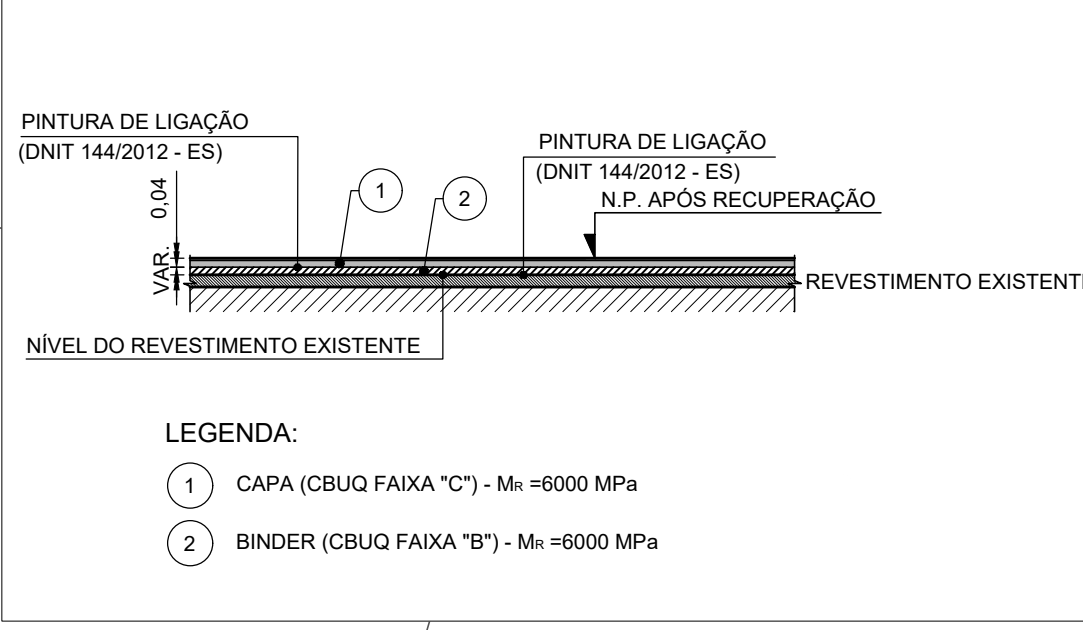 PINTURA DE LIGAÇÃO
(DNIT 144/2012 - ES)
PINTURA DE LIGAÇÃO
(DNIT 144/2012 - ES)
0,04
VAR.
1
2
N.P. APÓS RECUPERAÇÃO
REVESTIMENTO EXISTENTE
NÍVEL DO REVESTIMENTO EXISTENTE
LEGENDA:
1 CAPA (CBUQ FAIXA "C") - MR =6000 MPa
2 BINDER (CBUQ FAIXA "B") - MR =6000 MPa